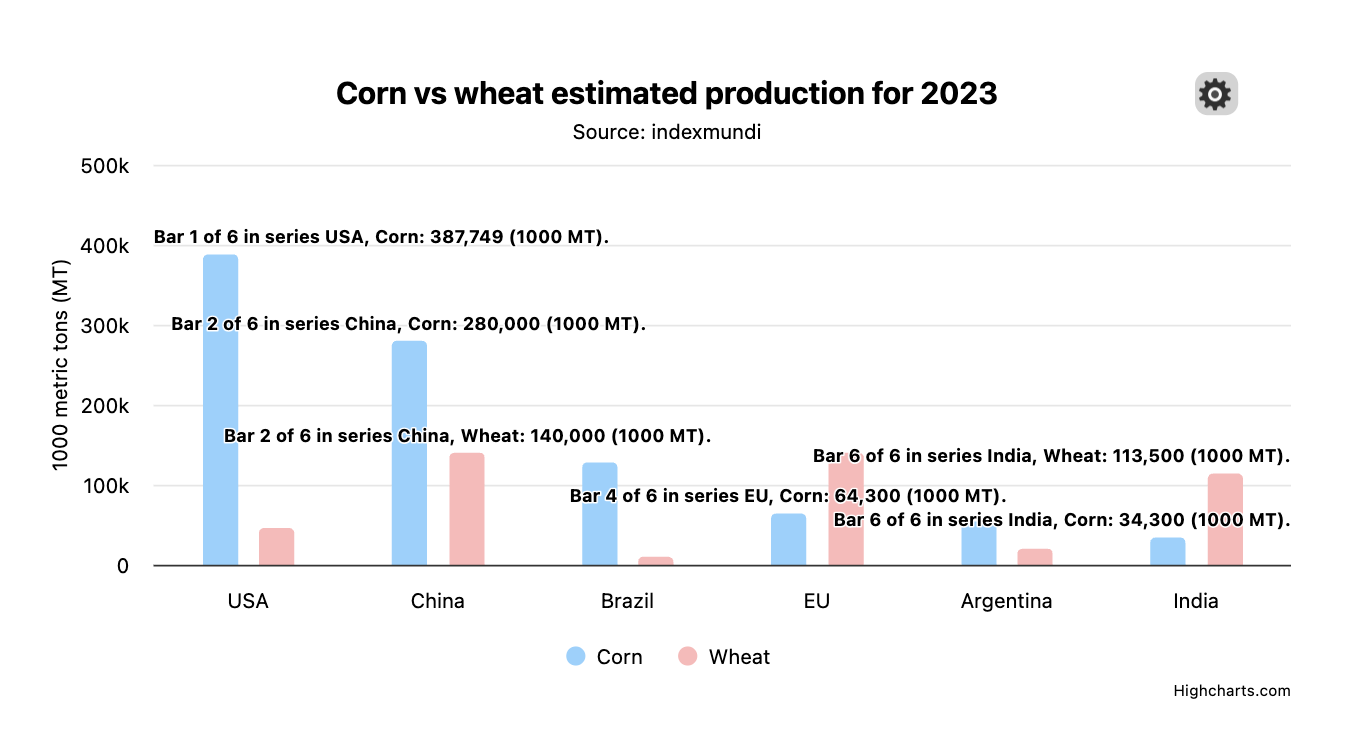 Corn vs wheat estimated production for 2023
Source: indexmundi
1000 metric tons (MT)
500k
400k
300k
200k
100k
0
Bar 1 of 6 in series USA, Corn: 387,749 (1000 MT).
Bar 2 of 6 in series China, Corn: 280,000 (1000 MT).
Bar 2 of 6 in series China, Wheat: 140,000 (1000 MT).
Bar 6 of 6 in series India, Wheat: 113,500 (1000 MT).
Bar 4 of 6 in series EU, Corn: 64,300 (1000 MT).
Bar 6 of 6 in series India, Corn: 34,300 (1000 MT).
USA
China
Brazil
EU
Argentina
India
Corn
Wheat
Highcharts.com